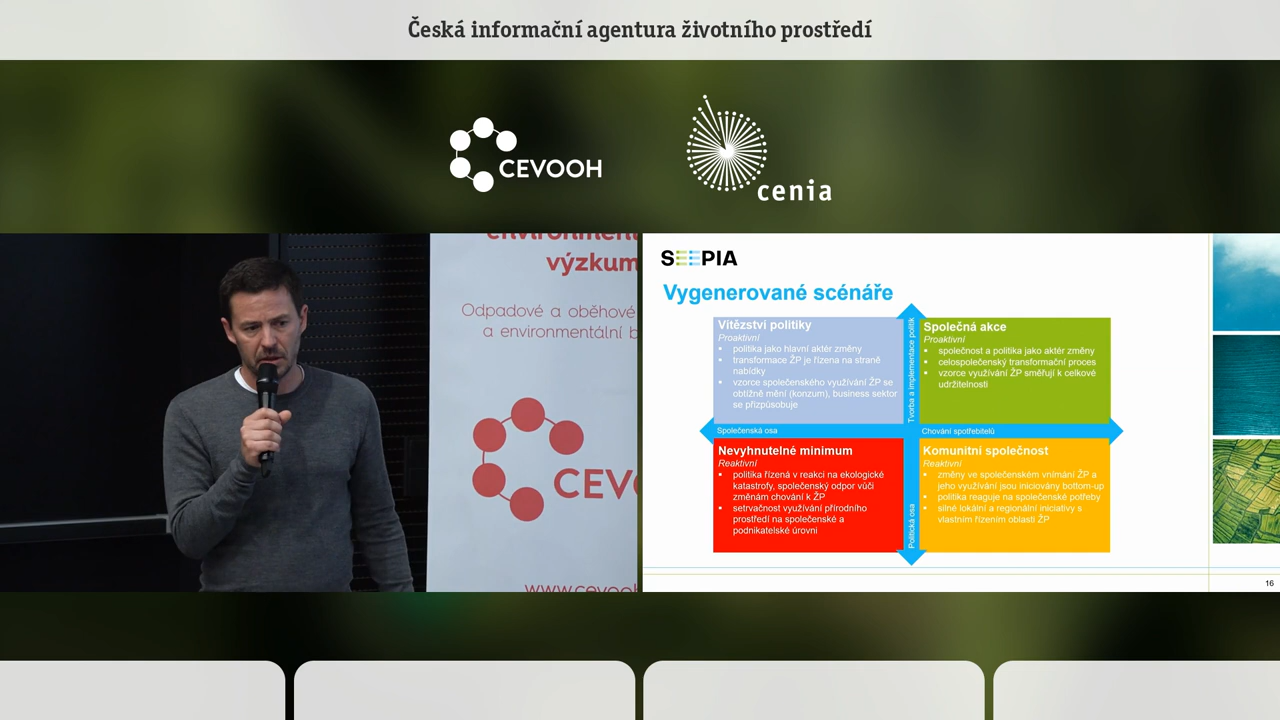 Česká informační agentura životního prostředí
CEVOOH
cenia
environment
výzkum
Odpadové a oběhové
a environmentální b
CEVO
www.cevooh
SEEPIA
Vygenerované scénáře
Vítězství politiky
Proaktivní
▪ politika jako hlavní aktér změny
▪ transformace ŽP je řízena na straně
nabídky
▪ vzorce společenského využívání ŽP se
obtížně mění (konzum), business sektor
se přizpůsobuje
Tvorba a implementace politik
Společná akce
Proaktivní
▪ společnost a politika jako aktér změny
▪ celospolečenský transformační proces
▪ vzorce využívání ŽP směřují k celkové
udržitelnosti
Společenská osa
Chování spotřebitelů
Nevyhnutelné minimum
Reaktivní
▪ politika řízená v reakci na ekologické
katastrofy, společenský odpor vůči
změnám chování k ŽP
▪ setrvačnost využívání přírodního
prostředí na společenské a
podnikatelské úrovni
Politická osa
Komunitní společnost
Reaktivní
▪ změny ve společenském vnímání ŽP a
jeho využívání jsou iniciovány bottom-up
▪ politika reaguje na společenské potřeby
▪ silné lokální a regionální iniciativy s
vlastním řízením oblasti ŽP
16